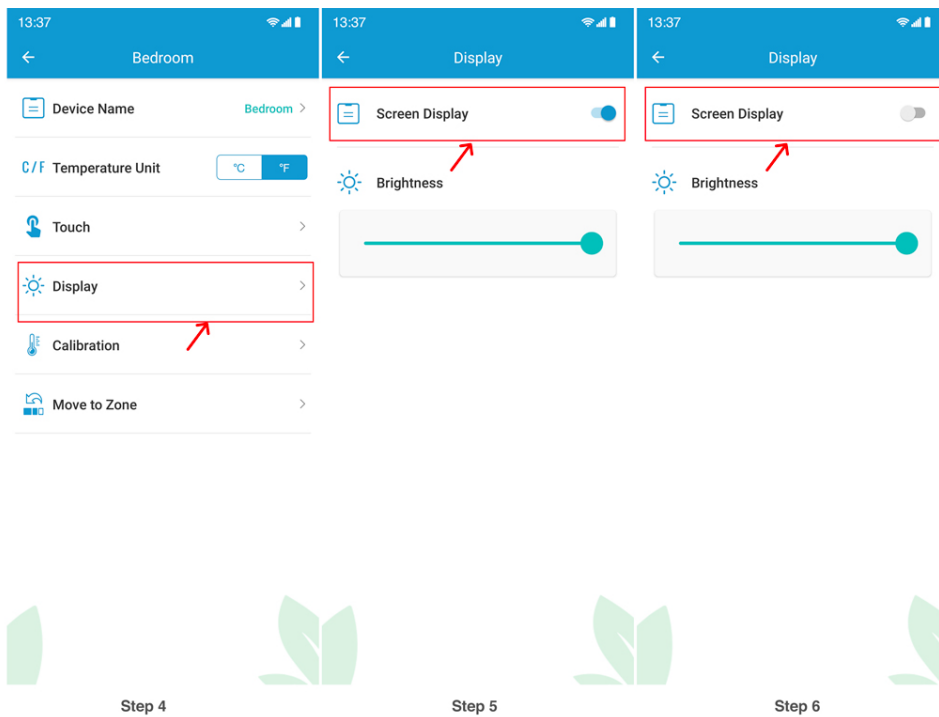 13:37
Bedroom
Device Name
Bedroom
C/F Temperature Unit
°C °F
Touch
Display
Calibration
Move to Zone
Step 4
13:37
Display
Screen Display
Brightness
Step 5
13:37
Display
Screen Display
Brightness
Step 6